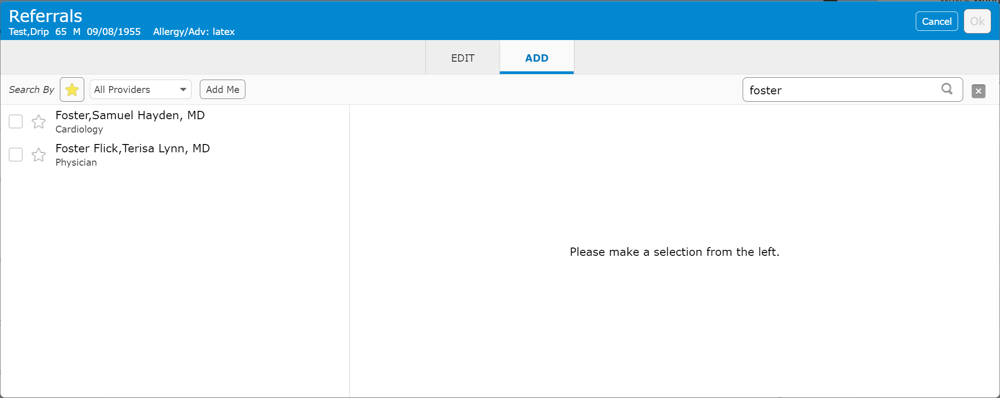 Referrals
Test,Drip 65 M 09/08/1955 Allergy/Adv: latex
Cancel
Ok
EDIT
ADD
Search By
All Providers
Add Me
foster
Foster,Samuel Hayden, MD
Cardiology
Foster Flick,Terisa Lynn, MD
Physician
Please make a selection from the left.